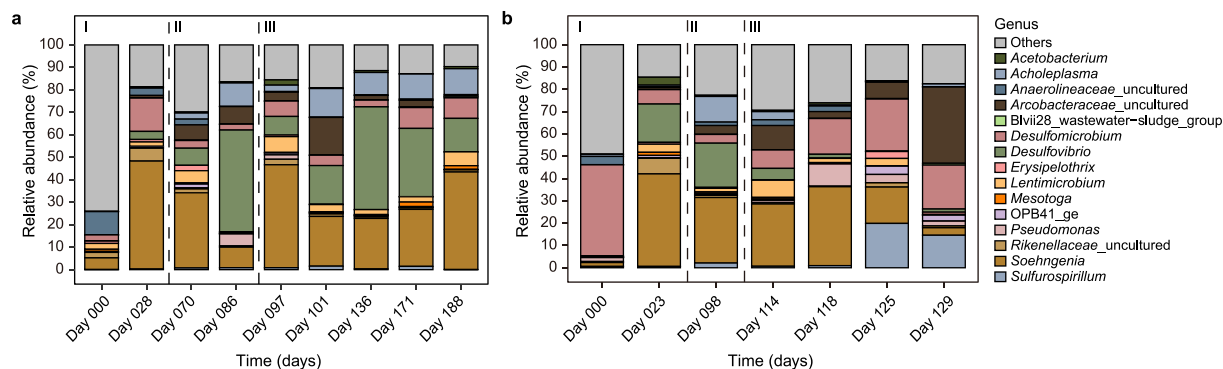 a
I II III
Relative abundance (%)
100
90
80
70
60
50
40
30
20
10
0
Day 000 Day 028 Day 070 Day 086 Day 097 Day 101 Day 136 Day 171 Day 188
Time (days)
b
I II III
Relative abundance (%)
100
90
80
70
60
50
40
30
20
10
0
Day 000 Day 023 Day 098 Day 114 Day 118 Day 125 Day 129
Time (days)
Genus
Others
Acetobacterium
Acholeplasma
Anaerolineaceae_uncultured
Arcobacteraceae_uncultured
Blvii28_wastewater−sludge_group
Desulfomicrobium
Desulfovibrio
Erysipelothrix
Lentimicrobium
Mesotoga
OPB41_ge
Pseudomonas
Rikenellaceae_uncultured
Soehngenia
Sulfurospirillum